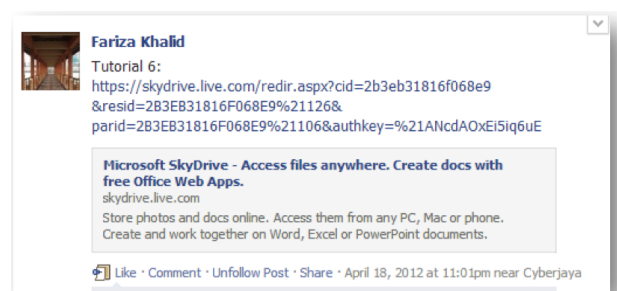 Fariza Khalid
Tutorial 6:
https://skydrive.live.com/redir.aspx?cid=2b3eb31816f068e9
&resid=2B3EB31816F068E9%21126&
parid=2B3EB31816F068E9%21106&authkey=%21ANcdAOxEi5iq6uE
Microsoft SkyDrive - Access files anywhere. Create docs with
free Office Web Apps.
skydrive.live.com
Store photos and docs online. Access them from any PC, Mac or phone.
Create and work together on Word, Excel or PowerPoint documents.
Like · Comment · Unfollow Post · Share · April 18, 2012 at 11:01pm near Cyberjaya